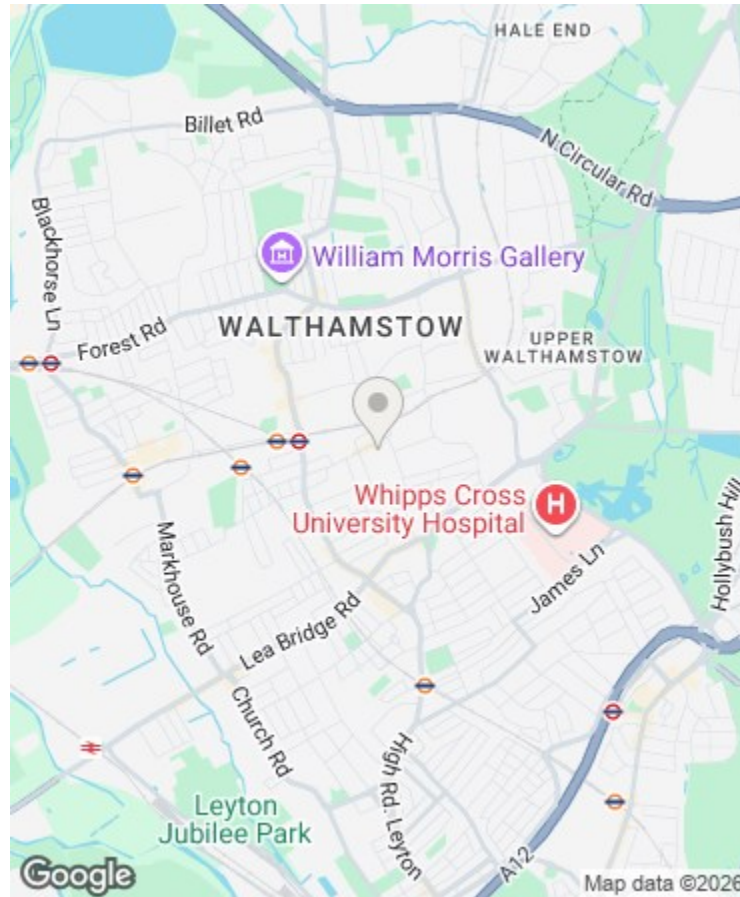 HALE END
Billet Rd
N Circular Rd
Blackhorse Ln
William Morris Gallery
Forest Rd
WALTHAMSTOW
UPPER
WALTHAMSTOW
Whipps Cross
University Hospital
H
Hollybush Hill
James Ln
Markhouse Rd
Lea Bridge Rd
Church Rd
High Rd. Leyton
Leyton
Jubilee Park
A12
Google
Map data ©2026